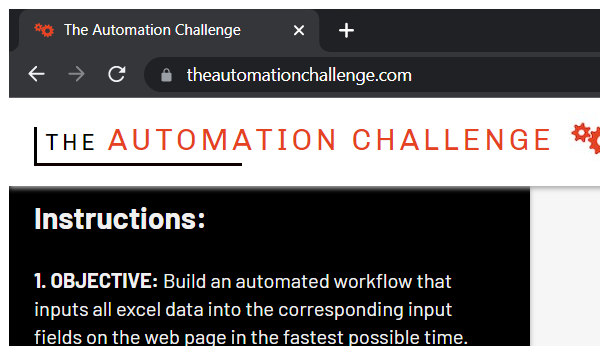 The Automation Challenge
theautomationchallenge.com
THE AUTOMATION CHALLENGE
Instructions:
1. OBJECTIVE: Build an automated workflow that
inputs all excel data into the corresponding input
fields on the web page in the fastest possible time.